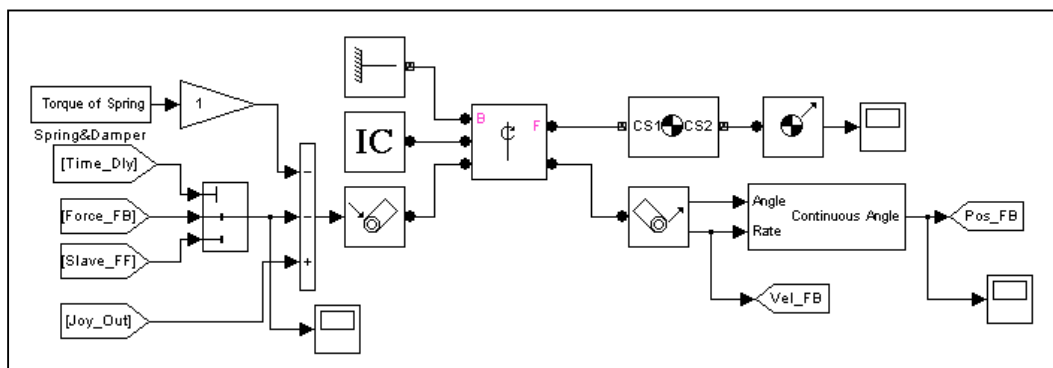 Torque of Spring
1
Spring&Damper
[Time_Dly]
[Force_FB]
[Slave_FF]
[Joy_Out]
-
-
+
IC
B
F
CS1
CS2
Angle
Rate
Continuous Angle
Pos_FB
Vel_FB